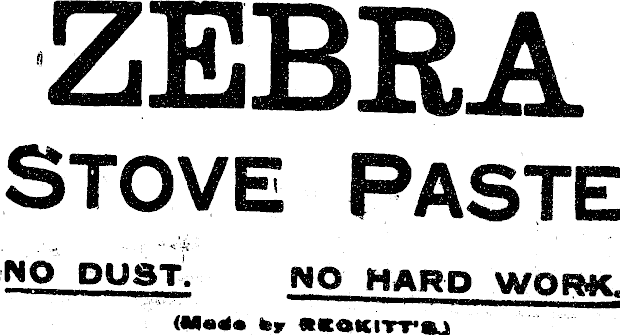 ZEBRA
STOVE PASTE
NO DUST. NO HARD WORK.
(Made by RECKITT'S.)